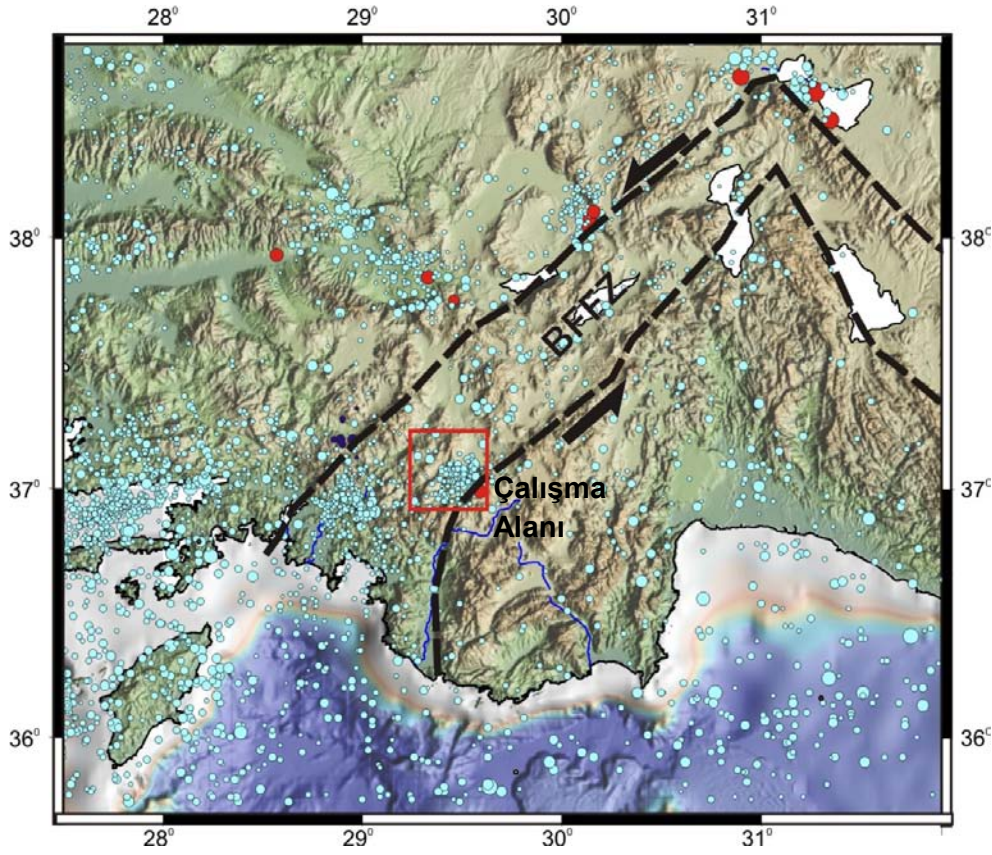 28⁰ 29⁰ 30⁰ 31⁰
38⁰ 38⁰
BFFZ
37⁰ Çalışma 37⁰
Alanı
36⁰ 36⁰
28⁰ 29⁰ 30⁰ 31⁰